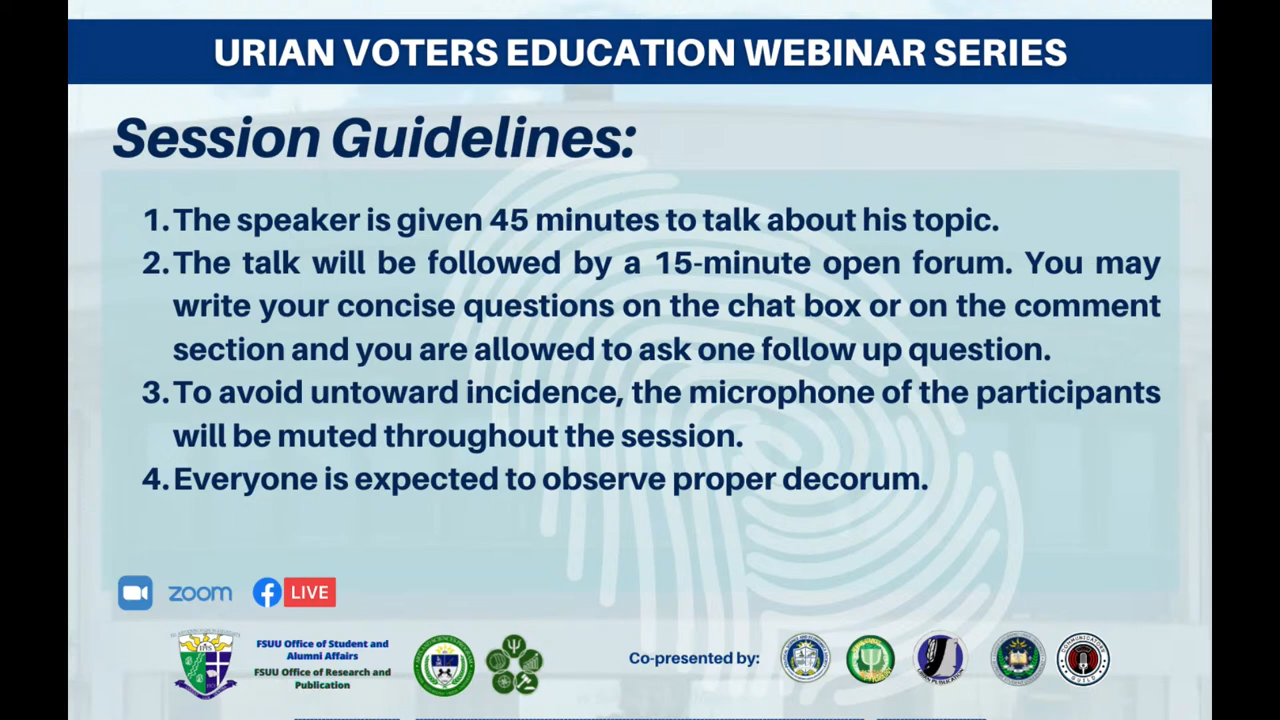 URIAN VOTERS EDUCATION WEBINAR SERIES
Session Guidelines:
1. The speaker is given 45 minutes to talk about his topic.
2. The talk will be followed by a 15-minute open forum. You may
write your concise questions on the chat box or on the comment
section and you are allowed to ask one follow up question.
3. To avoid untoward incidence, the microphone of the participants
will be muted throughout the session.
4. Everyone is expected to observe proper decorum.
zoom
LIVE
FSUU Office of Student and
Alumni Affairs
FSUU Office of Research and
Publication
Co-presented by: